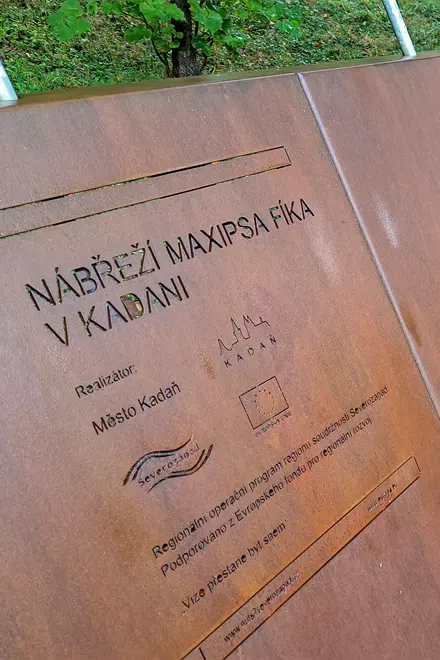 NÁBŘEŽÍ MAXIPSA FÍKA
V KADANI
Realizátor:
Město Kadaň
KADAŇ
Severozápad
Regionální operační program regionu soudržnosti Severozápad
Podporováno z Evropského fondu pro regionální rozvoj
Vize přestane být snem